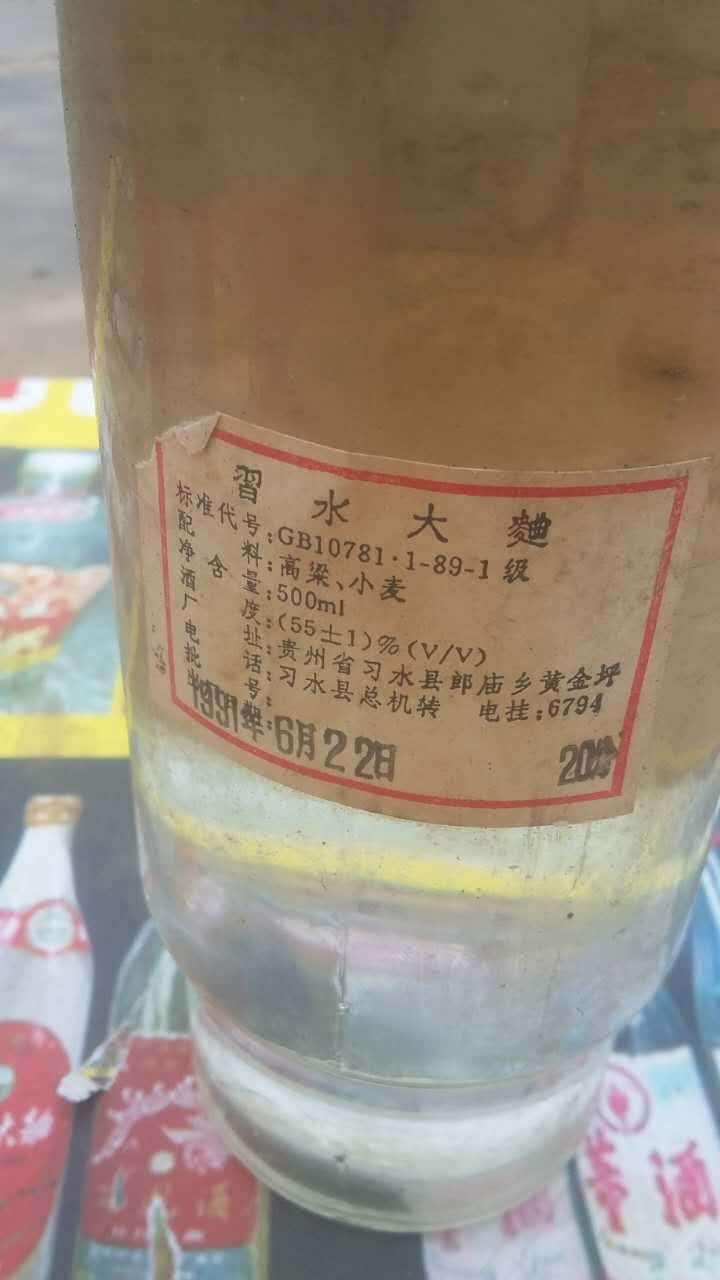 習水大麯
标准代号:GB10781·1-89-1级
配料:高粱、小麦
净含量:500ml
酒度:(55±1)%(V/V)
厂址:贵州省习水县郎庙乡黄金坪
电话:习水县总机转 电挂:6794
批号:
1991年6月22日
董酒